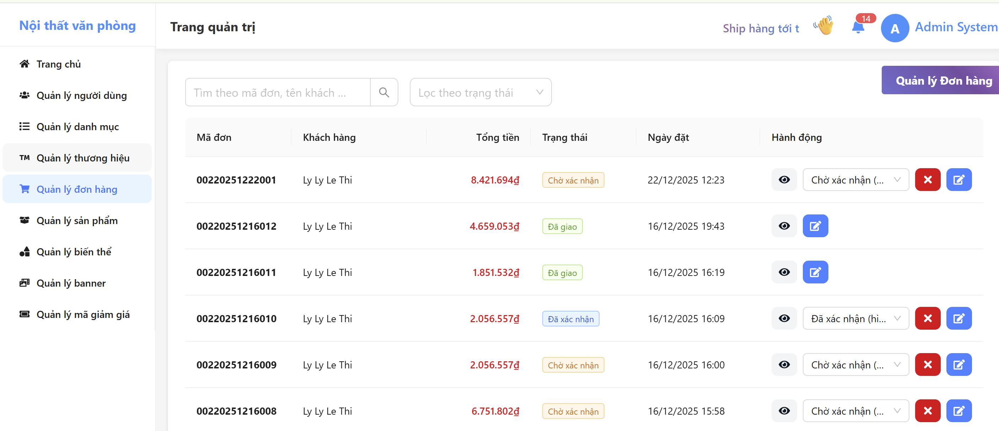 Nội thất văn phòng
Trang chủ
Quản lý người dùng
Quản lý danh mục
TM Quản lý thương hiệu
Quản lý đơn hàng
Quản lý sản phẩm
Quản lý biến thể
Quản lý banner
Quản lý mã giảm giá
Trang quản trị
Ship hàng tới t
14
A
Admin System
Quản lý Đơn hàng
Tìm theo mã đơn, tên khách ...
Lọc theo trạng thái
Mã đơn Khách hàng Tổng tiền Trạng thái Ngày đặt Hành động
00220251222001 Ly Ly Le Thi 8.421.694₫ Chờ xác nhận 22/12/2025 12:23 Chờ xác nhận (...
00220251216012 Ly Ly Le Thi 4.659.053₫ Đã giao 16/12/2025 19:43
00220251216011 Ly Ly Le Thi 1.851.532₫ Đã giao 16/12/2025 16:19
00220251216010 Ly Ly Le Thi 2.056.557₫ Đã xác nhận 16/12/2025 16:09 Đã xác nhận (hi...
00220251216009 Ly Ly Le Thi 2.056.557₫ Chờ xác nhận 16/12/2025 16:00 Chờ xác nhận (...
00220251216008 Ly Ly Le Thi 6.751.802₫ Chờ xác nhận 16/12/2025 15:58 Chờ xác nhận (...